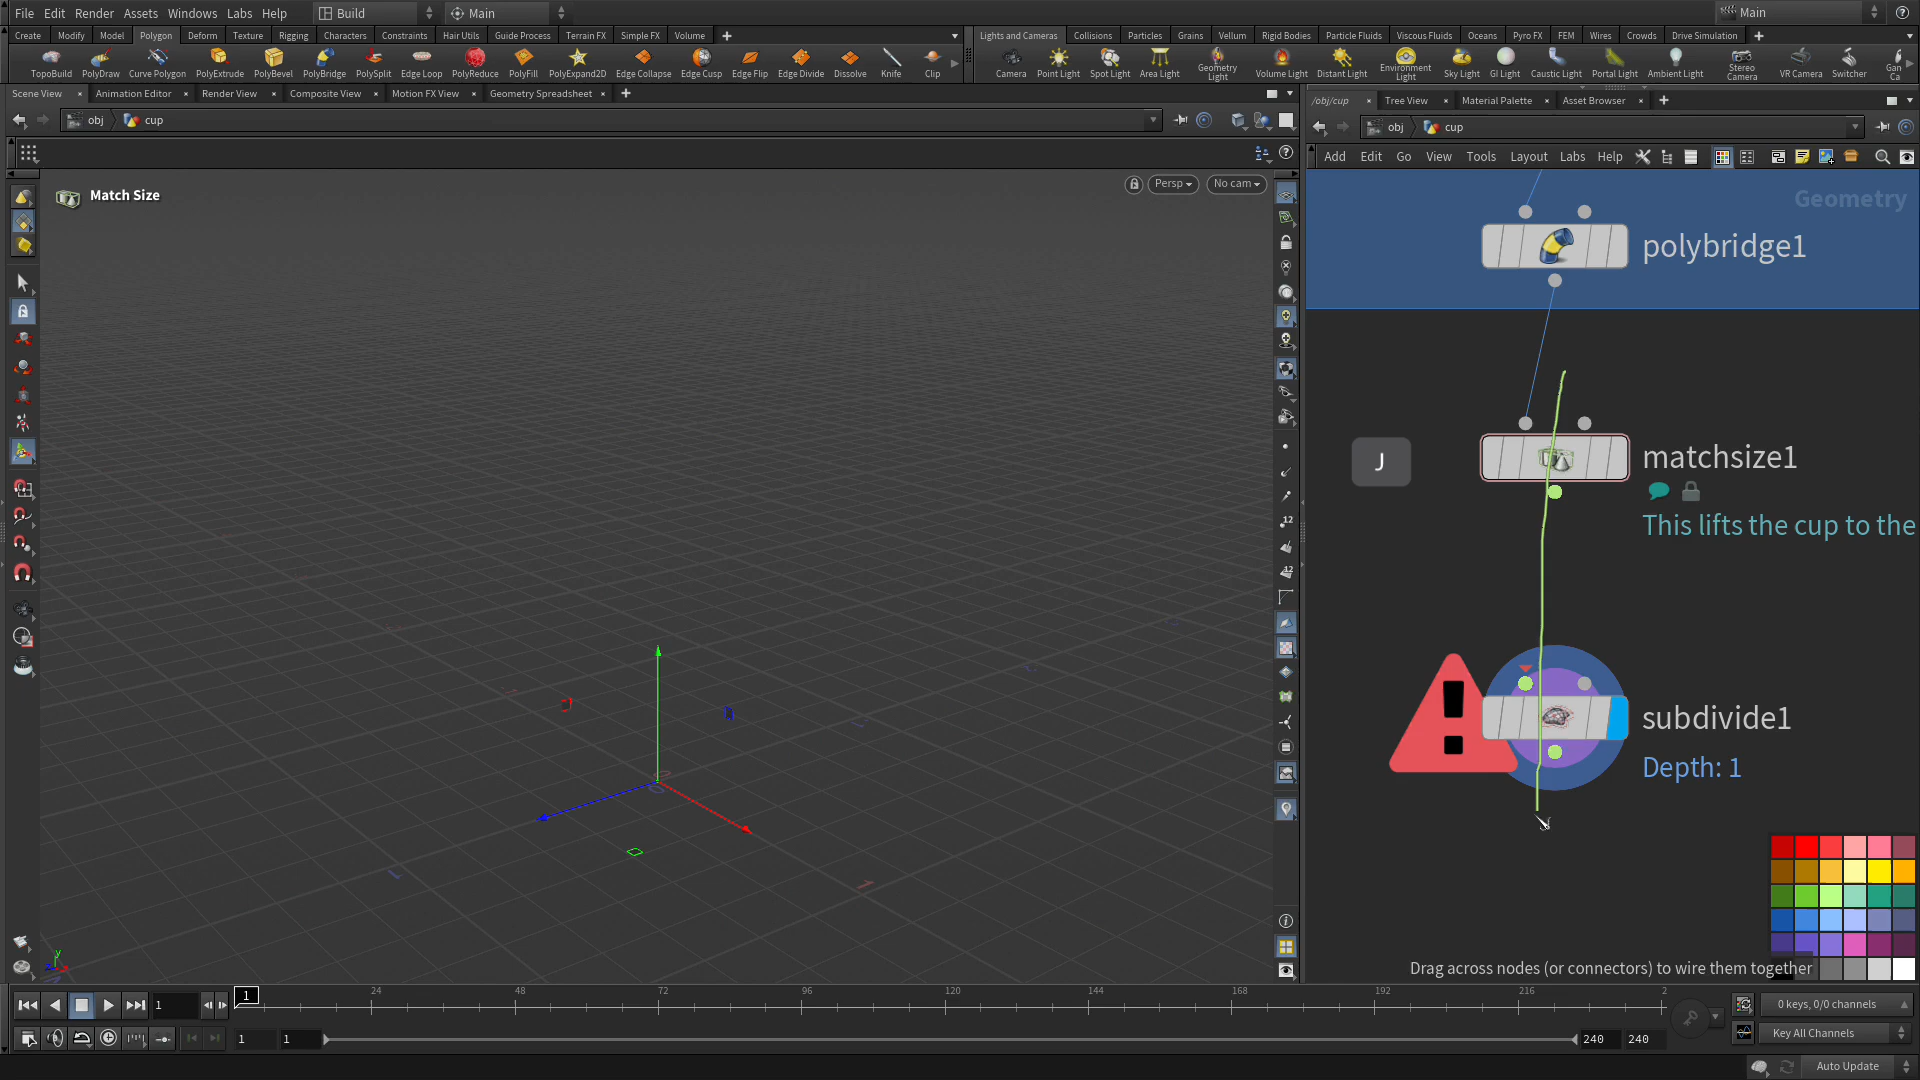 File Edit Render Assets Windows Labs Help Build Main Main
Create Modify Model Polygon Deform Texture Rigging Characters Constraints Hair Utils Guide Process Terrain FX Simple FX Volume
Lights and Cameras Collisions Particles Grains Vellum Rigid Bodies Particle Fluids Viscous Fluids Oceans Pyro FX FEM Wires Crowds Drive Simulation
TopoBuild PolyDraw Curve Polygon PolyExtrude PolyBevel PolyBridge PolySplit Edge Loop PolyReduce PolyFill PolyExpand2D Edge Collapse Edge Cusp Edge Flip Edge Divide Dissolve Knife Clip
Camera Point Light Spot Light Area Light Geometry Light Volume Light Distant Light Environment Light Sky Light GI Light Caustic Light Portal Light Ambient Light Stereo Camera VR Camera Switcher Gan Ca
Scene View Animation Editor Render View Composite View Motion FX View Geometry Spreadsheet
/obj/cup Tree View Material Palette Asset Browser
obj cup
obj cup
Add Edit Go View Tools Layout Labs Help
Match Size
Persp No cam
Geometry
polybridge1
J
matchsize1
This lifts the cup to the
subdivide1
Depth: 1
12
12
Drag across nodes (or connectors) to wire them together
y
1 1 24 48 72 96 120 144 168 192 216 2
0 keys, 0/0 channels
1 1 240 240
Key All Channels
Auto Update